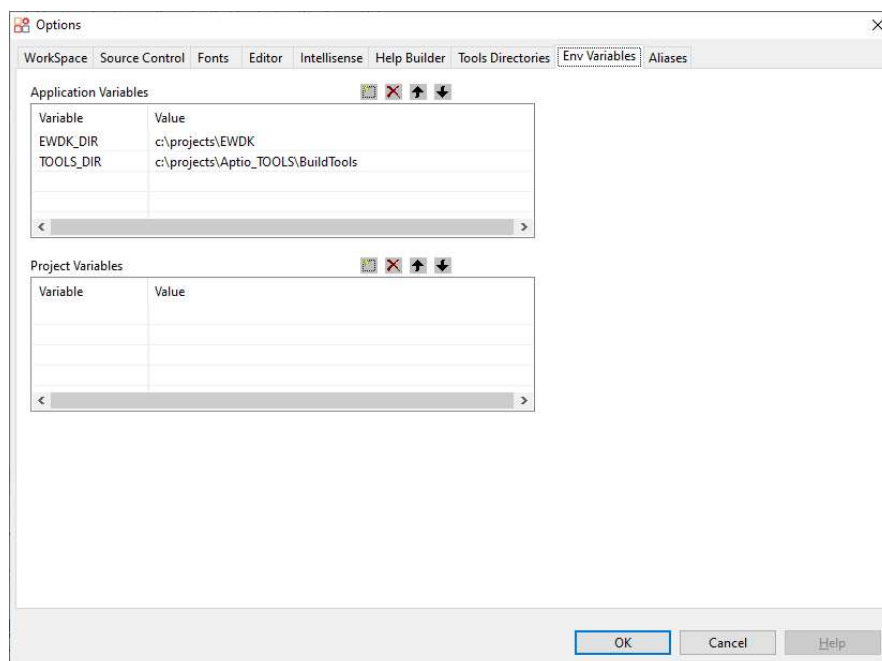 Options
WorkSpace Source Control Fonts Editor Intellisense Help Builder Tools Directories Env Variables Aliases
Application Variables
Variable Value
EWDK_DIR c:\projects\EWDK
TOOLS_DIR c:\projects\Aptio_TOOLS\BuildTools
Project Variables
Variable Value
OK Cancel Help